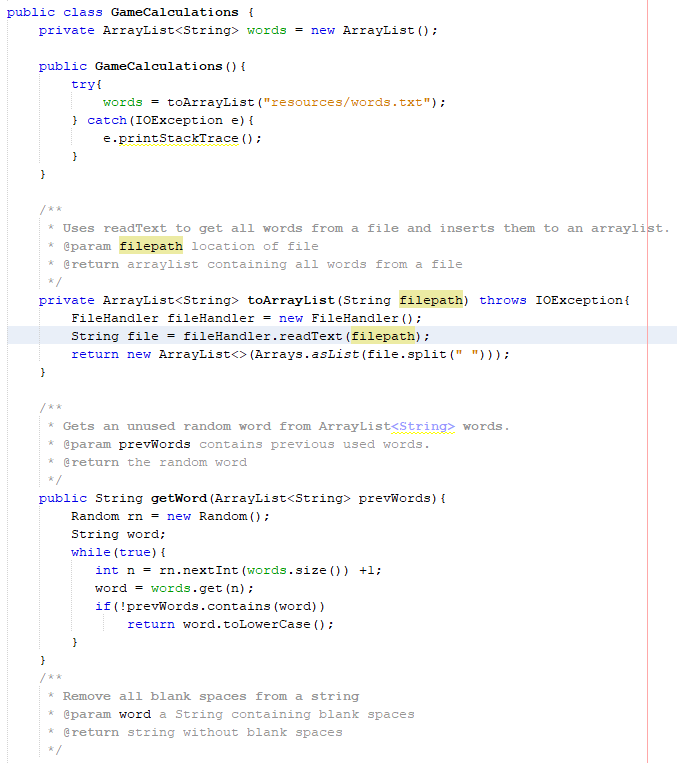 public class GameCalculations {
    private ArrayList<String> words = new ArrayList();

    public GameCalculations(){
        try{
            words = toArrayList("resources/words.txt");
        } catch(IOException e){
            e.printStackTrace();
        }
    }

    /**
     * Uses readText to get all words from a file and inserts them to an arraylist.
     * @param filepath location of file
     * @return arraylist containing all words from a file
     */
    private ArrayList<String> toArrayList(String filepath) throws IOException{
        FileHandler fileHandler = new FileHandler();
        String file = fileHandler.readText(filepath);
        return new ArrayList<>(Arrays.asList(file.split(" ")));
    }

    /**
     * Gets an unused random word from ArrayList<String> words.
     * @param prevWords contains previous used words.
     * @return the random word
     */
    public String getWord(ArrayList<String> prevWords){
        Random rn = new Random();
        String word;
        while(true){
           int n = rn.nextInt(words.size()) +1;
           word = words.get(n);
           if(!prevWords.contains(word))
               return word.toLowerCase();
        }
    }
    /**
     * Remove all blank spaces from a string
     * @param word a String containing blank spaces
     * @return string without blank spaces
     */